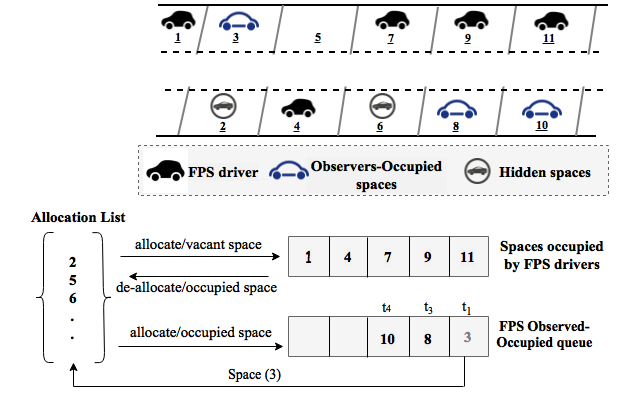 1 3 5 7 9 11
2 4 6 8 10
FPS driver
Observers-Occupied
spaces
Hidden spaces
Allocation List
2
5
6
.
.
allocate/vacant space
de-allocate/occupied space
1 4 7 9 11
Spaces occupied
by FPS drivers
t4 t3 t1
allocate/occupied space
10 8 3
FPS Observed-
Occupied queue
Space (3)